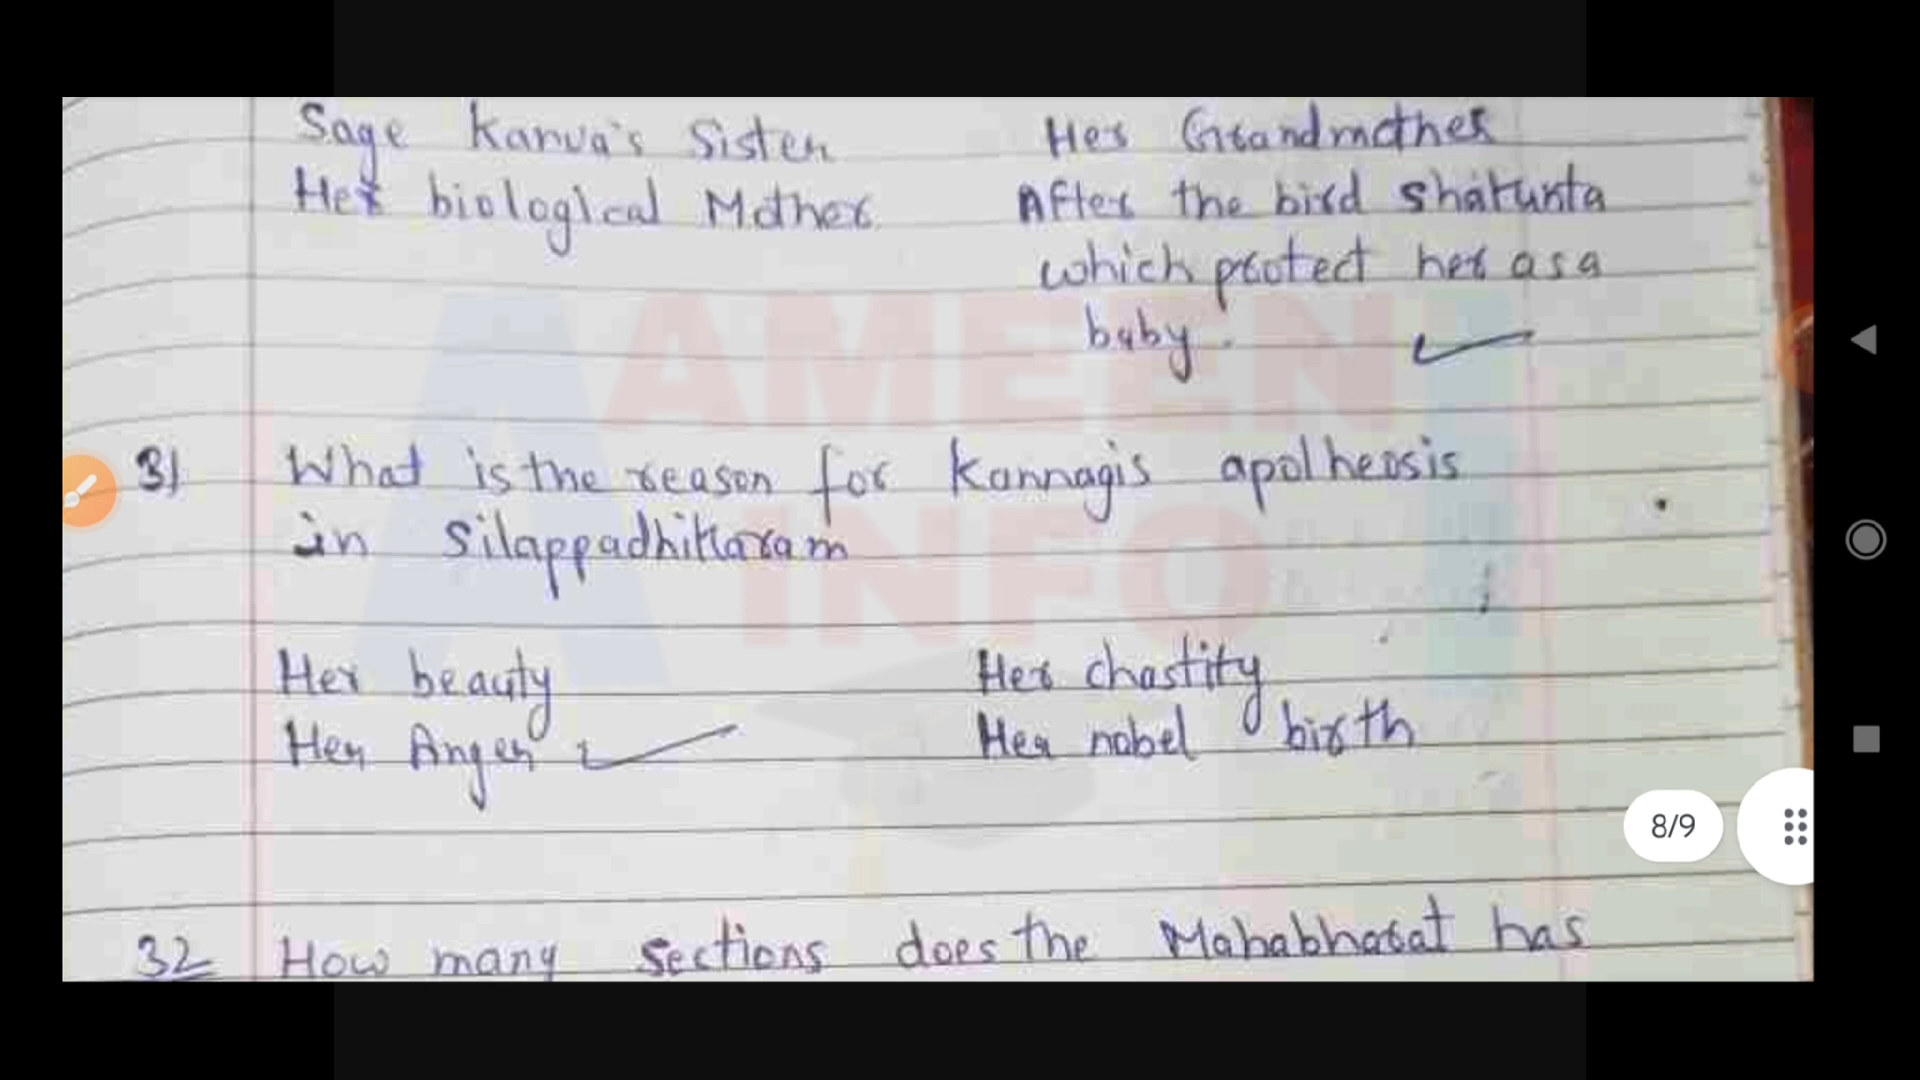 Sage Kanva's Sister Her Grandmother
Her biological Mother After the bird Shakunta
which protect her as a
baby.
31 What is the reason for Kannagis apotheosis
in Silappadhikaram
Her beauty Her chastity
Her Anger Her nobel birth
8/9
32 How many sections does the Mahabharat has
AMEEN
INFO